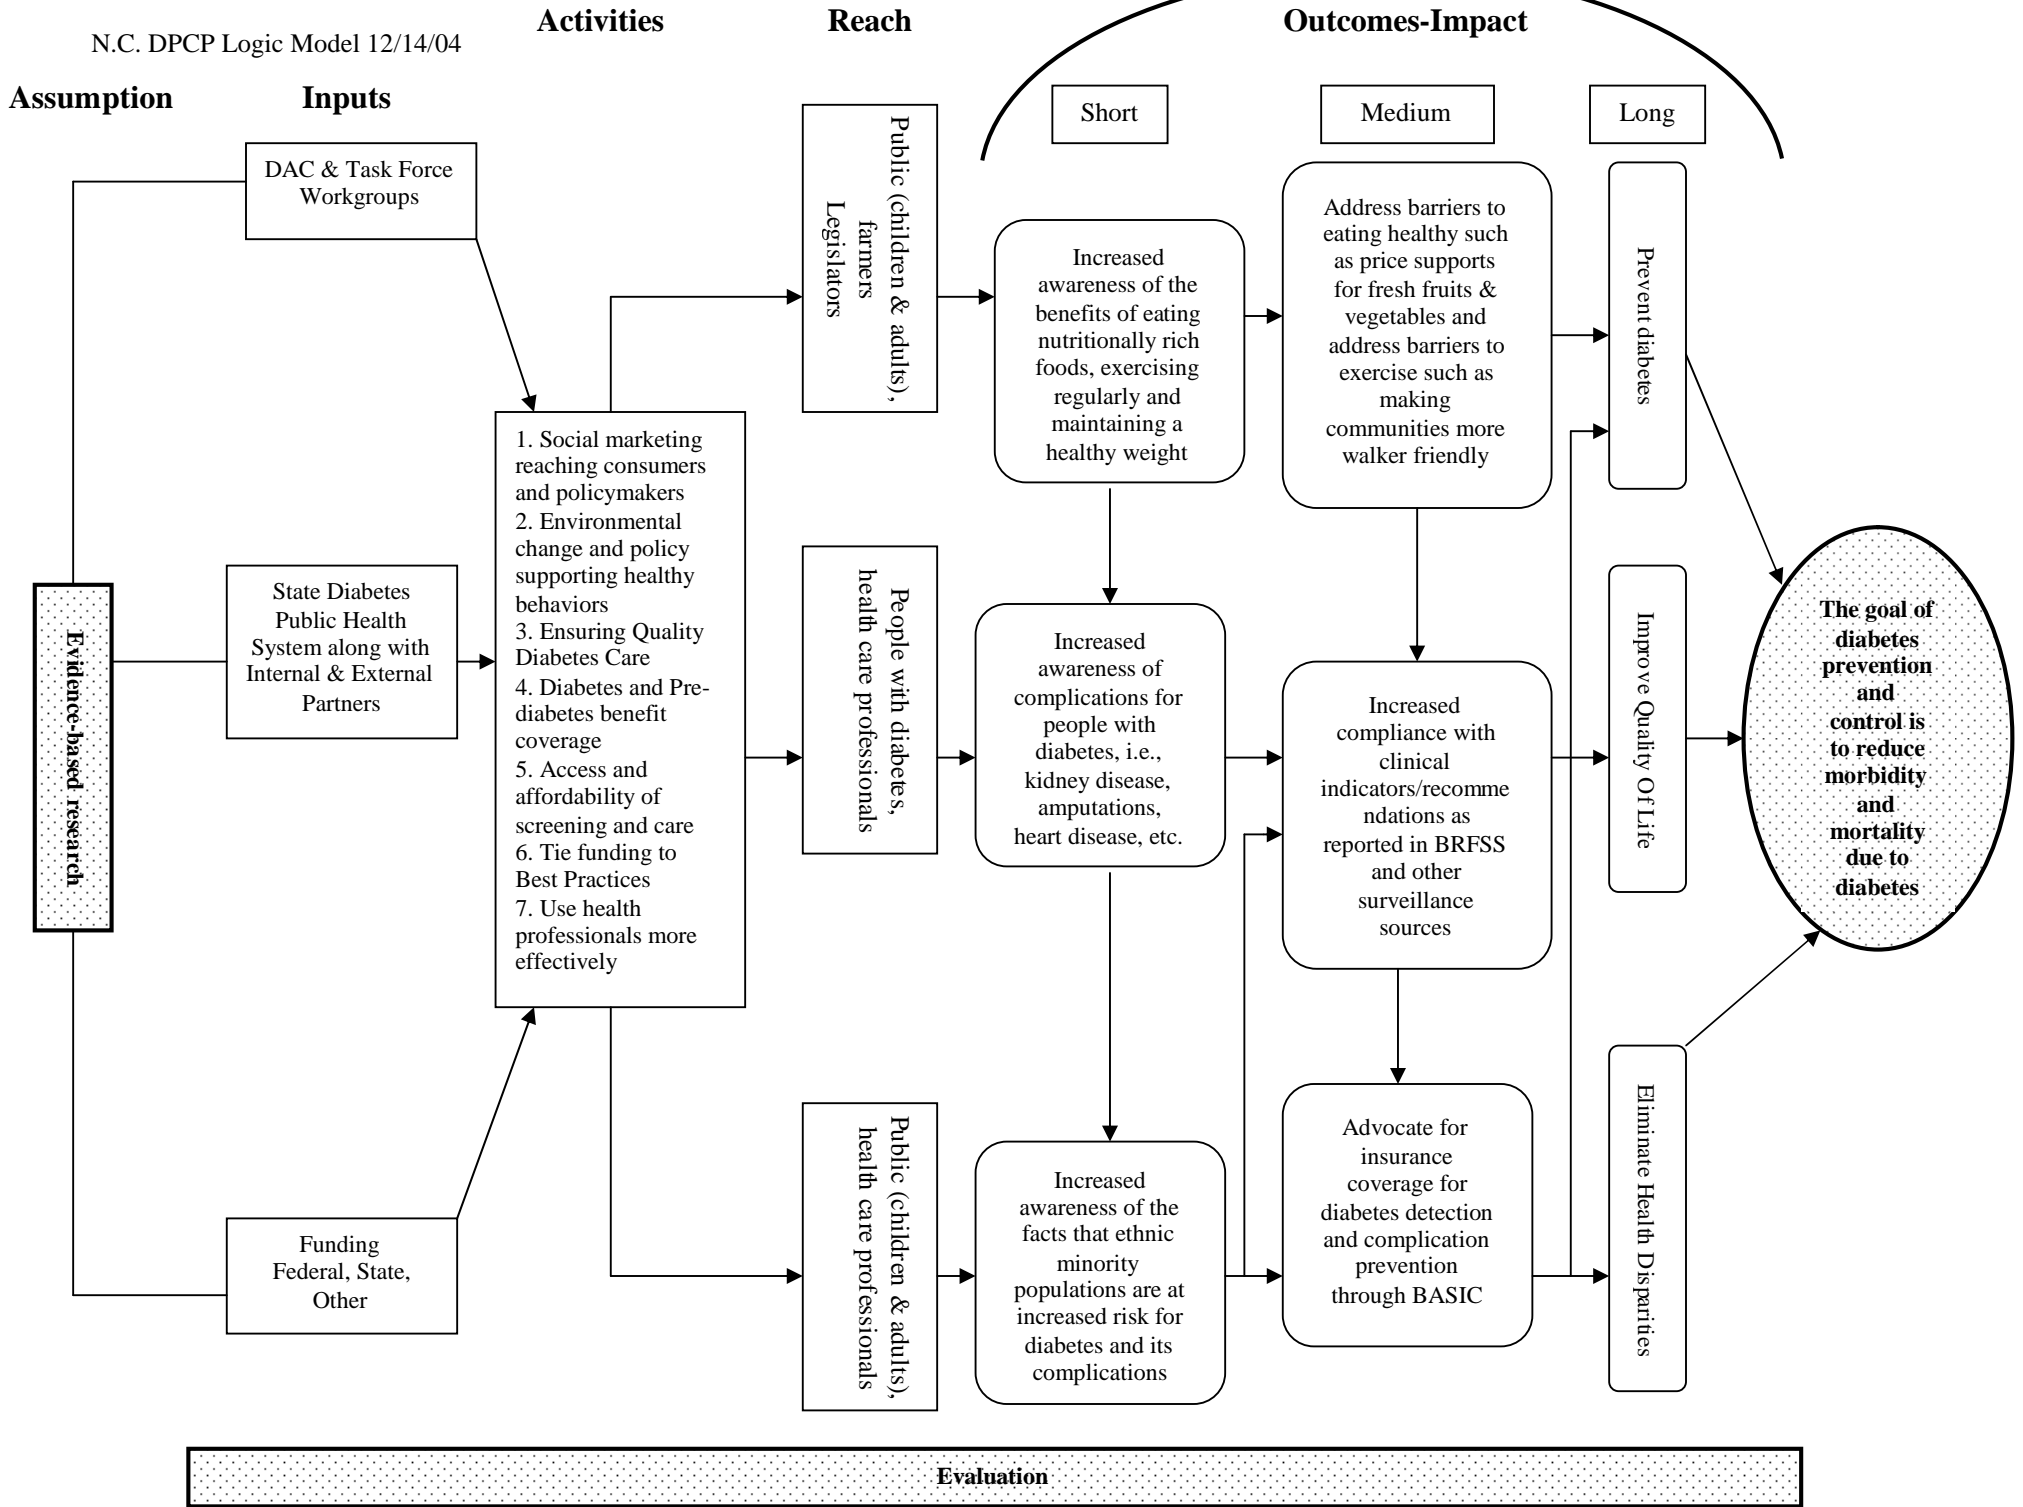 Activities
Reach
Outcomes-Impact
N.C. DPCP Logic Model 12/14/04
Assumption
Inputs
Short
Medium
Long
Evidence-based research
DAC & Task Force
Workgroups
State Diabetes
Public Health
System along with
Internal & External
Partners
Funding
Federal, State,
Other
1. Social marketing
reaching consumers
and policymakers
2. Environmental
change and policy
supporting healthy
behaviors
3. Ensuring Quality
Diabetes Care
4. Diabetes and Pre-
diabetes benefit
coverage
5. Access and
affordability of
screening and care
6. Tie funding to
Best Practices
7. Use health
professionals more
effectively
Public (children & adults),
farmers
Legislators
People with diabetes,
health care professionals
Public (children & adults),
health care professionals
Increased
awareness of the
benefits of eating
nutritionally rich
foods, exercising
regularly and
maintaining a
healthy weight
Increased
awareness of
complications for
people with
diabetes, i.e.,
kidney disease,
amputations,
heart disease, etc.
Increased
awareness of the
facts that ethnic
minority
populations are at
increased risk for
diabetes and its
complications
Address barriers to
eating healthy such
as price supports
for fresh fruits &
vegetables and
address barriers to
exercise such as
making
communities more
walker friendly
Increased
compliance with
clinical
indicators/recomme
ndations as
reported in BRFSS
and other
surveillance
sources
Advocate for
insurance
coverage for
diabetes detection
and complication
prevention
through BASIC
Prevent diabetes
Improve Quality Of Life
Eliminate Health Disparities
The goal of
diabetes
prevention
and
control is
to reduce
morbidity
and
mortality
due to
diabetes
Evaluation